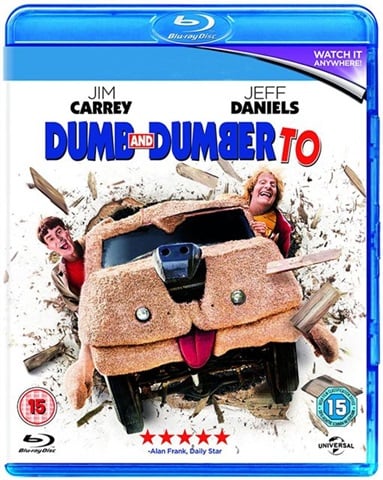 Blu-ray Disc
WATCH IT
ANYWHERE!
JIM
CARREY
JEFF
DANIELS
DUMB AND DUMBER TO
15
15
Blu-ray Disc
-Alan Frank, Daily Star
UNIVERSAL